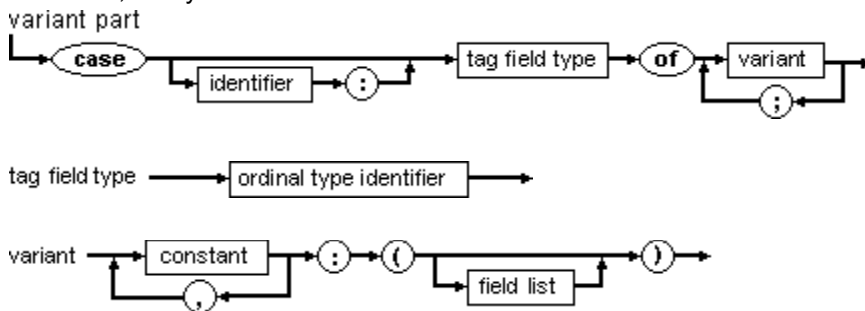 variant part
case identifier : tag field type of variant ;
tag field type ordinal type identifier
variant constant , : ( field list )